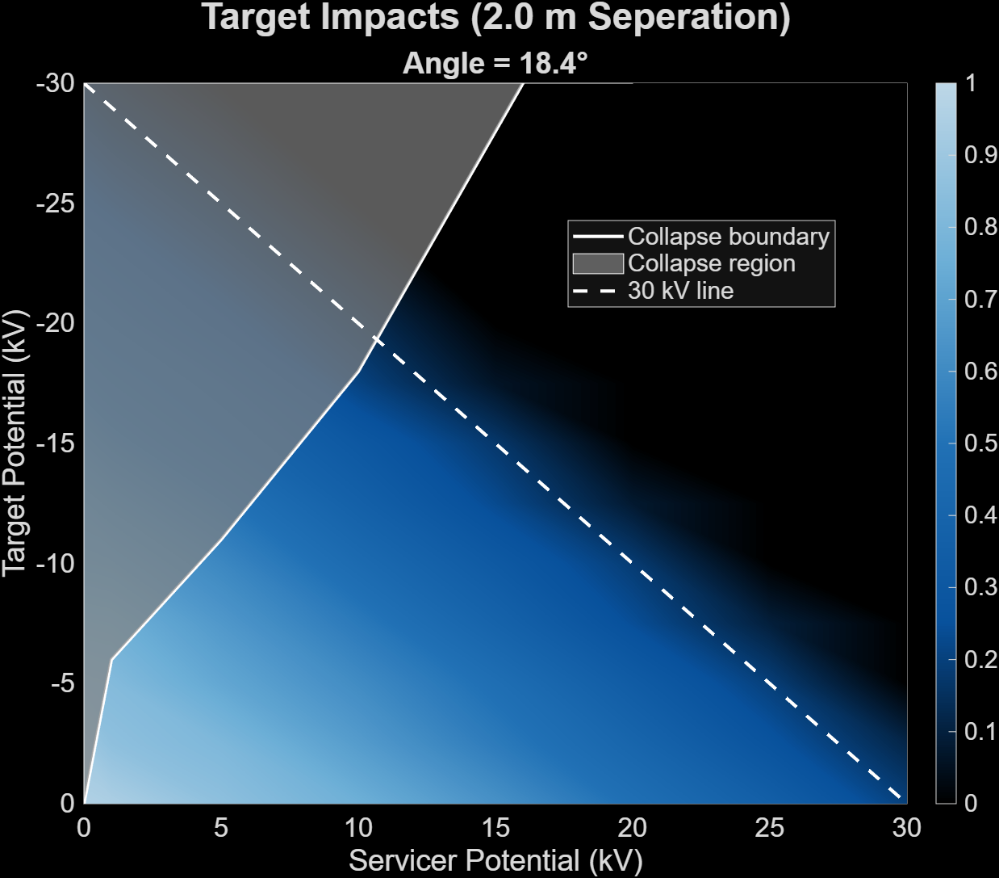 Target Impacts (2.0 m Seperation)
Angle = 18.4°
-30
-25
-20
-15
-10
-5
0
Target Potential (kV)
Collapse boundary
Collapse region
30 kV line
0 5 10 15 20 25 30
Servicer Potential (kV)
1
0.9
0.8
0.7
0.6
0.5
0.4
0.3
0.2
0.1
0